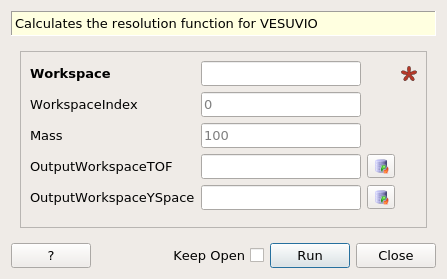 Calculates the resolution function for VESUVIO
Workspace
WorkspaceIndex 0
Mass 100
OutputWorkspaceTOF
OutputWorkspaceYSpace
? Keep Open Run Close